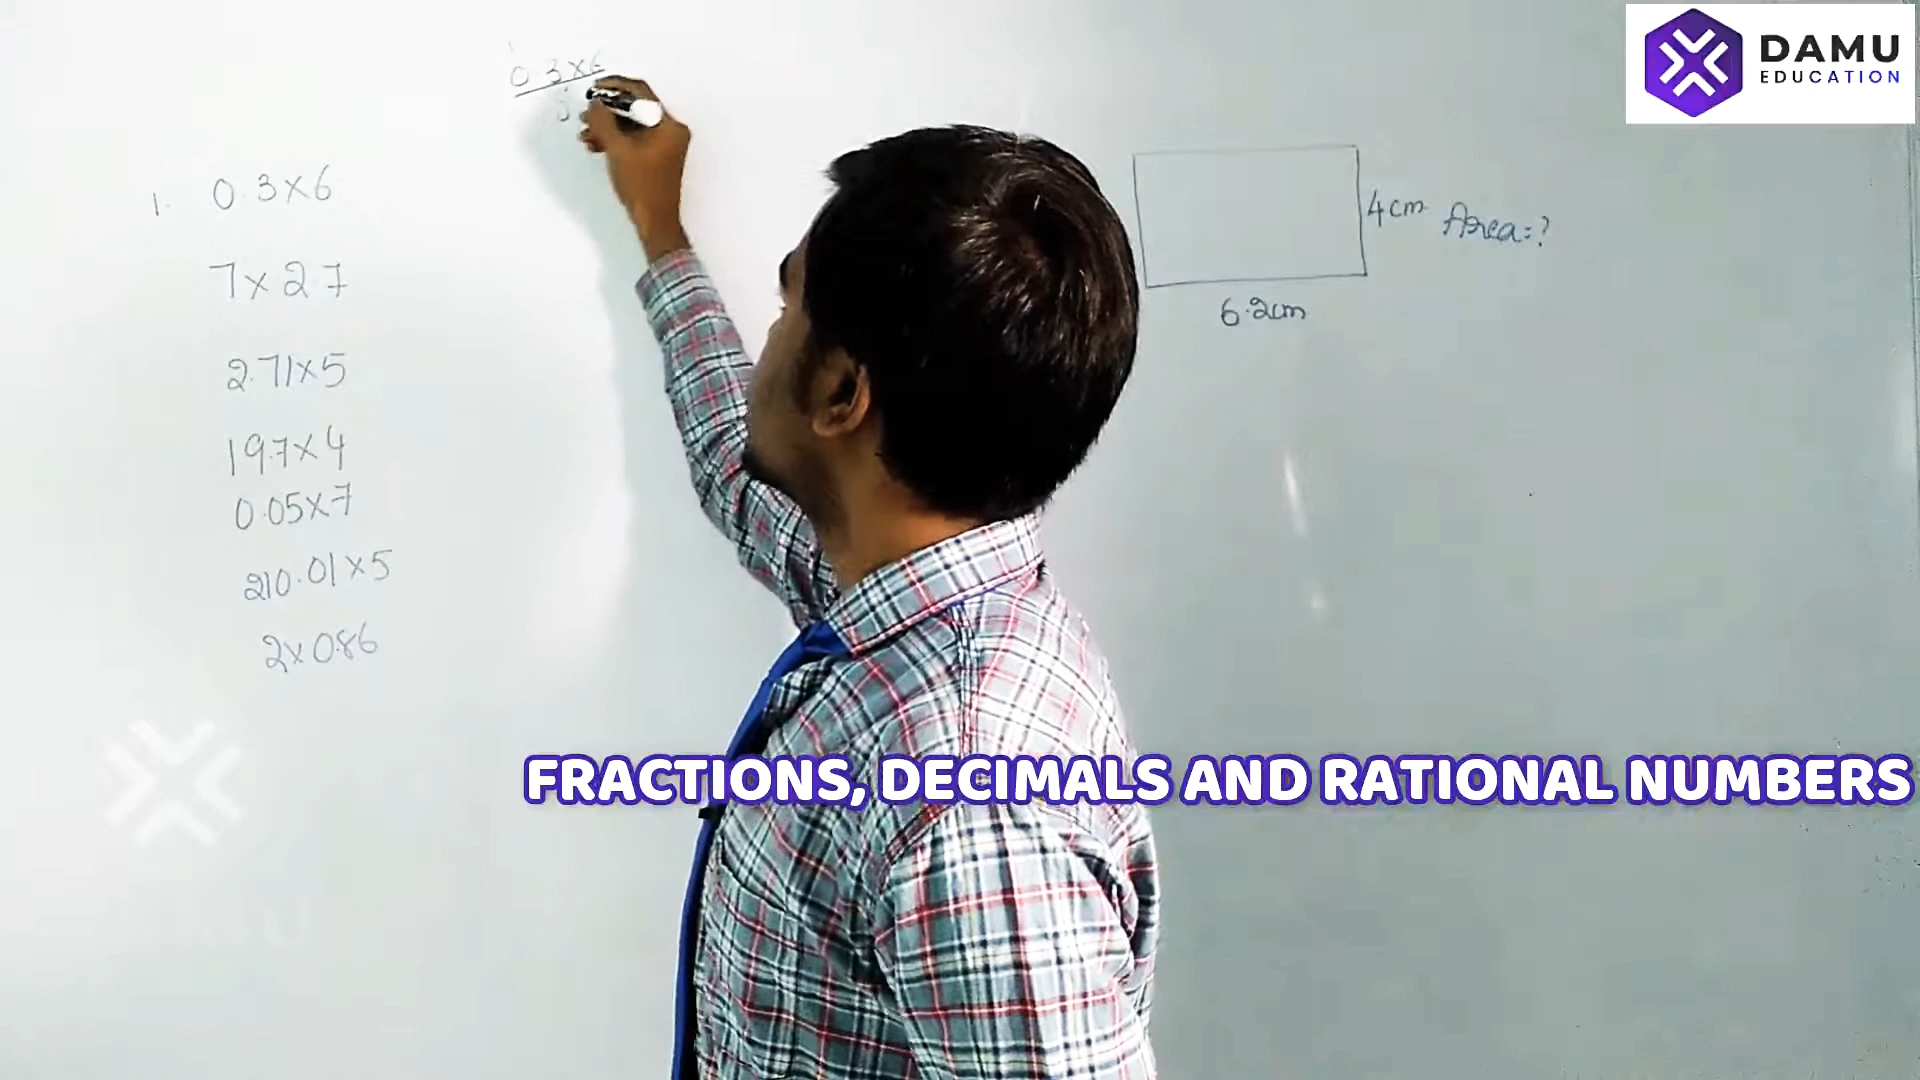 0.3×6
1. 0.3×6
7×2.7
2.71×5
19.7×4
0.05×7
210.01×5
2×0.86
4cm Area=?
6.2cm
DAMU
EDUCATION
FRACTIONS, DECIMALS AND RATIONAL NUMBERS